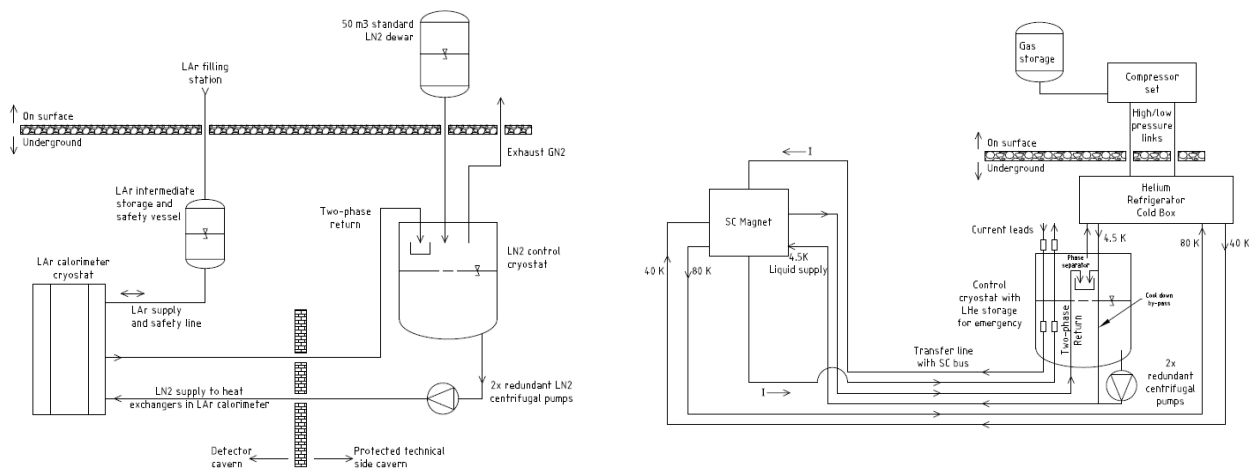 50 m3 standard
LN2 dewar
LAr filling
station
On surface
Underground
Exhaust GN2
LAr intermediate
storage and
safety vessel
Two-phase
return
LN2 control
cryostat
LAr calorimeter
cryostat
LAr supply
and safety line
LN2 supply to heat
exchangers in LAr calorimeter
2x redundant LN2
centrifugal pumps
Detector
cavern
Protected technical
side cavern
Gas
storage
Compressor
set
High/low
pressure
links
On surface
Underground
I
Helium
Refrigerator
Cold Box
SC Magnet
Current leads
4.5 K
80 K
40 K
Phase
separator
40 K
80 K
4.5K
Liquid supply
Control
cryostat with
LHe storage
for emergency
Cool down
by-pass
Two-phase
Return
Transfer line
with SC bus
I
2x
redundant
centrifugal
pumps